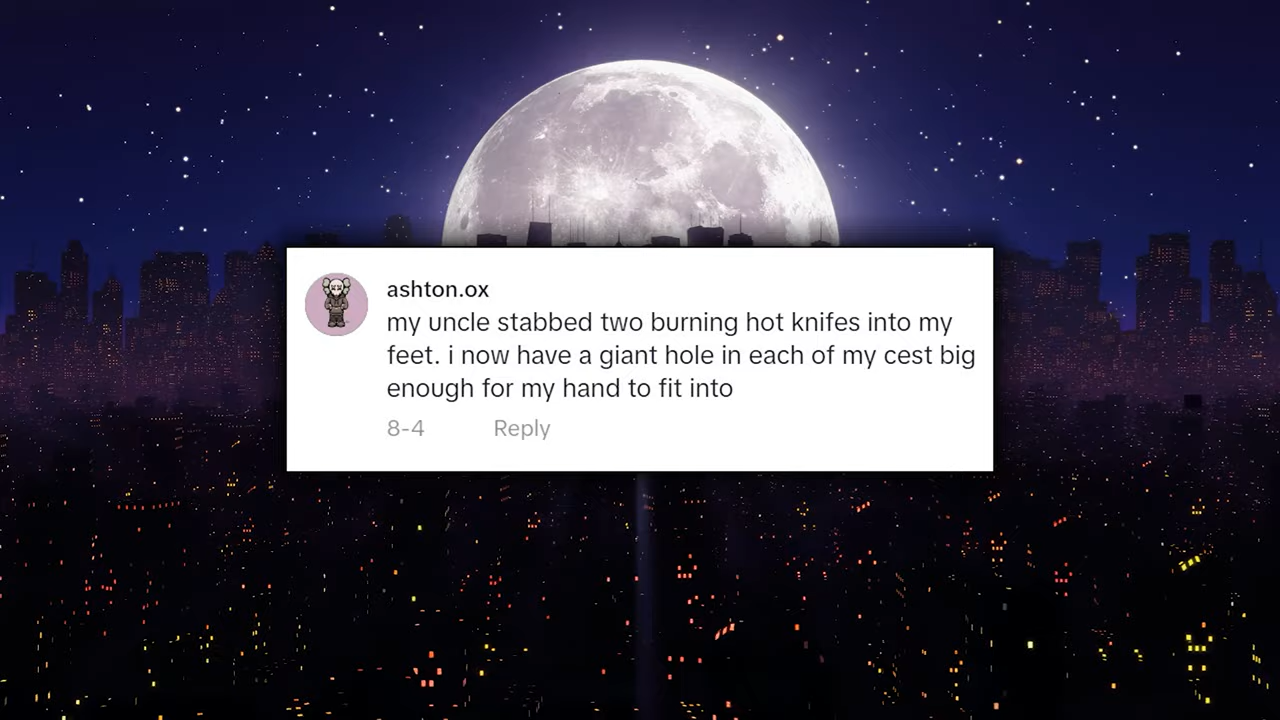 ashton.ox
my uncle stabbed two burning hot knifes into my
feet. i now have a giant hole in each of my cest big
enough for my hand to fit into
8-4 Reply